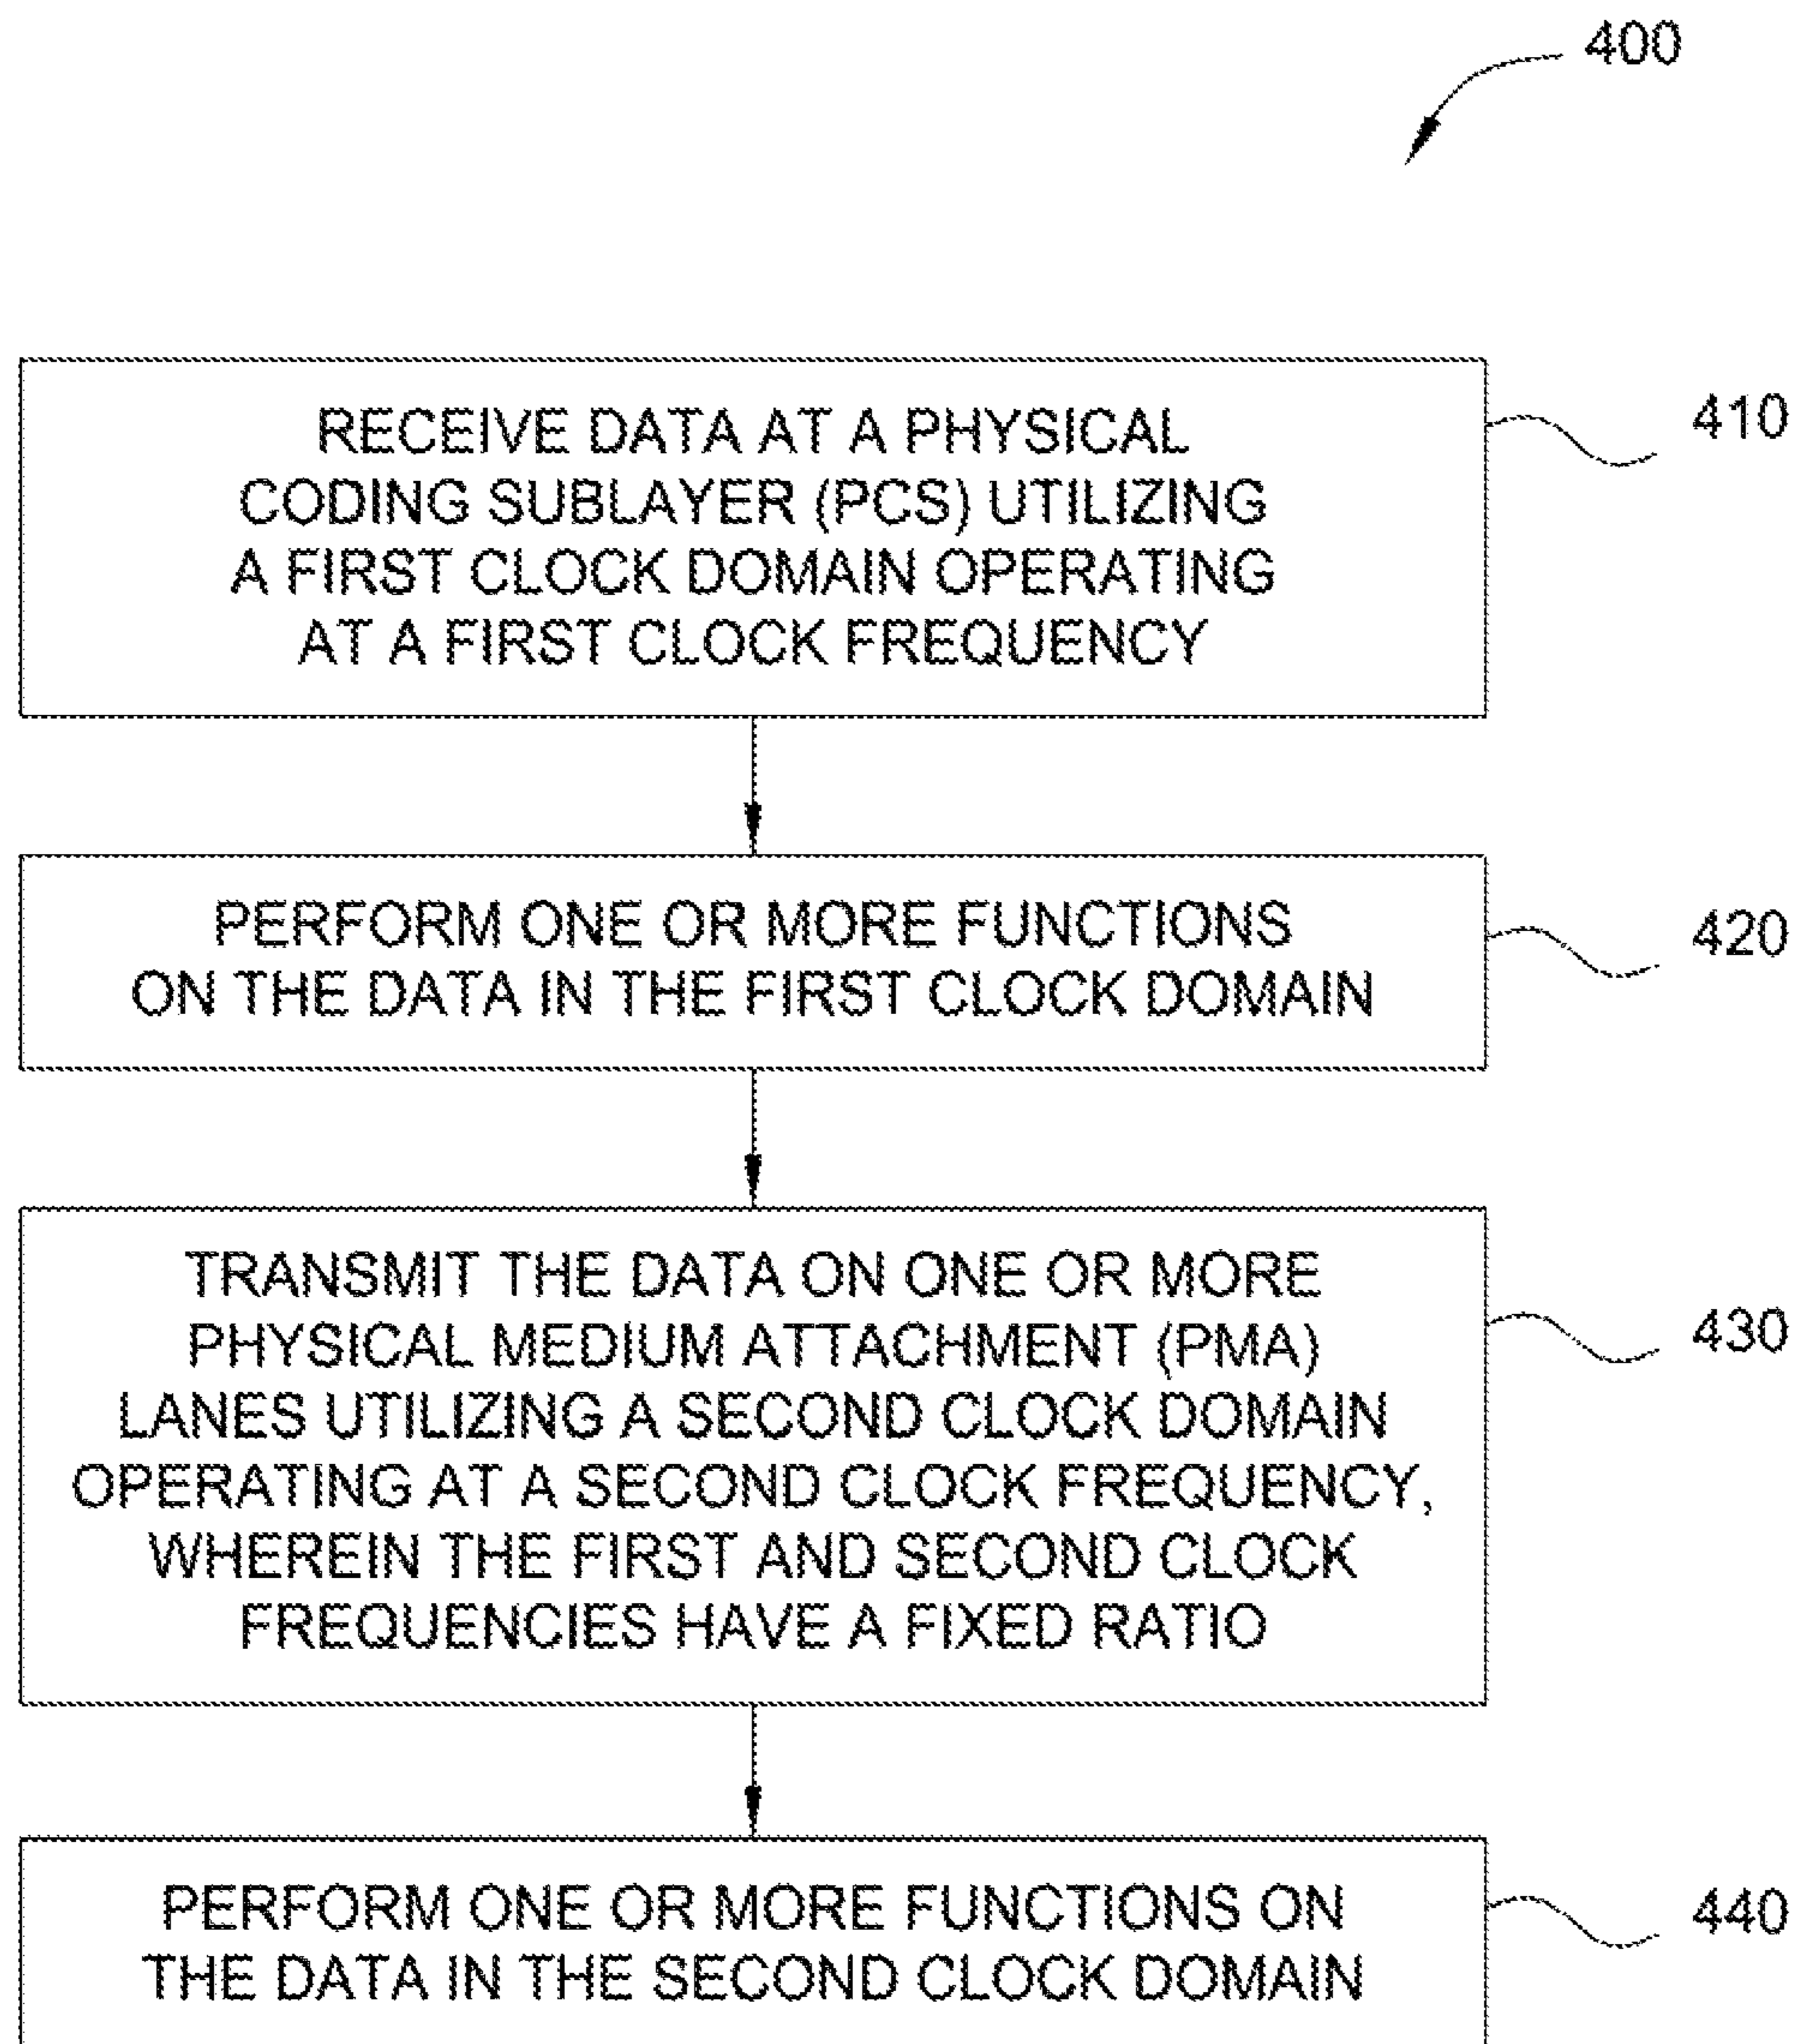 400
RECEIVE DATA AT A PHYSICAL
CODING SUBLAYER (PCS) UTILIZING
A FIRST CLOCK DOMAIN OPERATING
AT A FIRST CLOCK FREQUENCY
410
PERFORM ONE OR MORE FUNCTIONS
ON THE DATA IN THE FIRST CLOCK DOMAIN
420
TRANSMIT THE DATA ON ONE OR MORE
PHYSICAL MEDIUM ATTACHMENT (PMA)
LANES UTILIZING A SECOND CLOCK DOMAIN
OPERATING AT A SECOND CLOCK FREQUENCY,
WHEREIN THE FIRST AND SECOND CLOCK
FREQUENCIES HAVE A FIXED RATIO
430
PERFORM ONE OR MORE FUNCTIONS ON
THE DATA IN THE SECOND CLOCK DOMAIN
440